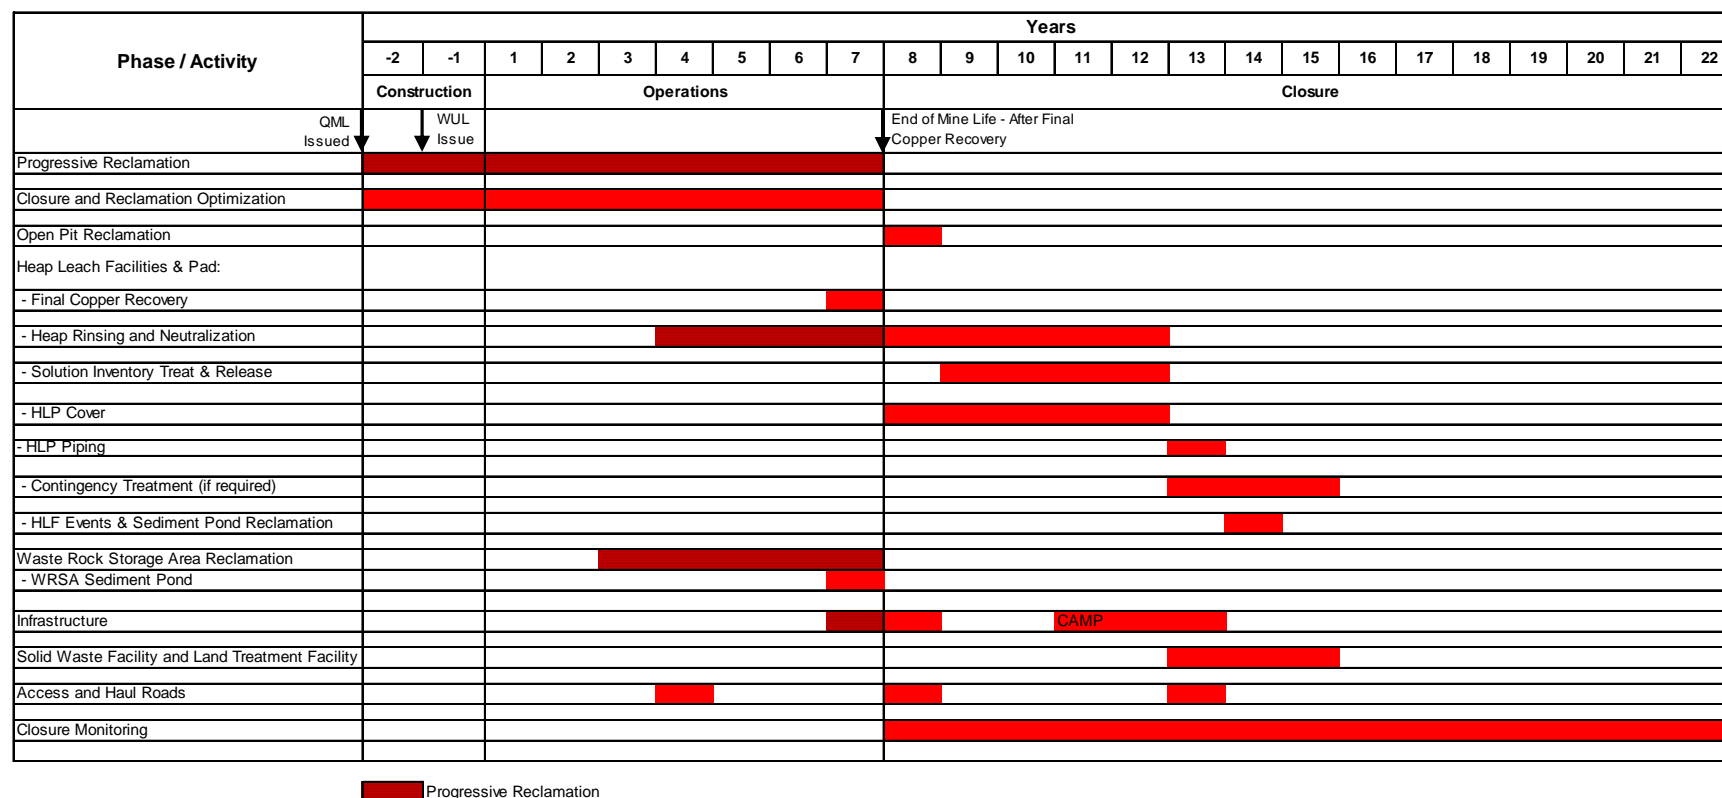 Years
Phase / Activity
-2 -1 1 2 3 4 5 6 7 8 9 10 11 12 13 14 15 16 17 18 19 20 21 22
Construction Operations Closure
QML
Issued
WUL
Issue
End of Mine Life - After Final
Copper Recovery
Progressive Reclamation
Closure and Reclamation Optimization
Open Pit Reclamation
Heap Leach Facilities & Pad:
- Final Copper Recovery
- Heap Rinsing and Neutralization
- Solution Inventory Treat & Release
- HLP Cover
- HLP Piping
- Contingency Treatment (if required)
- HLF Events & Sediment Pond Reclamation
Waste Rock Storage Area Reclamation
- WRSA Sediment Pond
Infrastructure
CAMP
Solid Waste Facility and Land Treatment Facility
Access and Haul Roads
Closure Monitoring
Progressive Reclamation